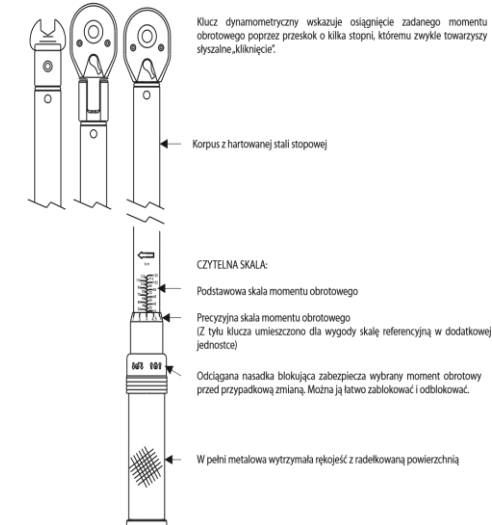 Klucz dynamometryczny wskazuje osiągnięcie zadanego momentu
obrotowego poprzez przeskok o kilka stopni, któremu zwykle towarzyszy
słyszalne „kliknięcie”.
Korpus z hartowanej stali stopowej
CZYTELNA SKALA:
Podstawowa skala momentu obrotowego
Precyzyjna skala momentu obrotowego
(Z tyłu klucza umieszczono dla wygody skalę referencyjną w dodatkowej
jednostce)
Odciągana nasadka blokująca zabezpiecza wybrany moment obrotowy
przed przypadkową zmianą. Można ją łatwo zablokować i odblokować.
W pełni metalowa wytrzymała rękojeść z radełkowaną powierzchnią